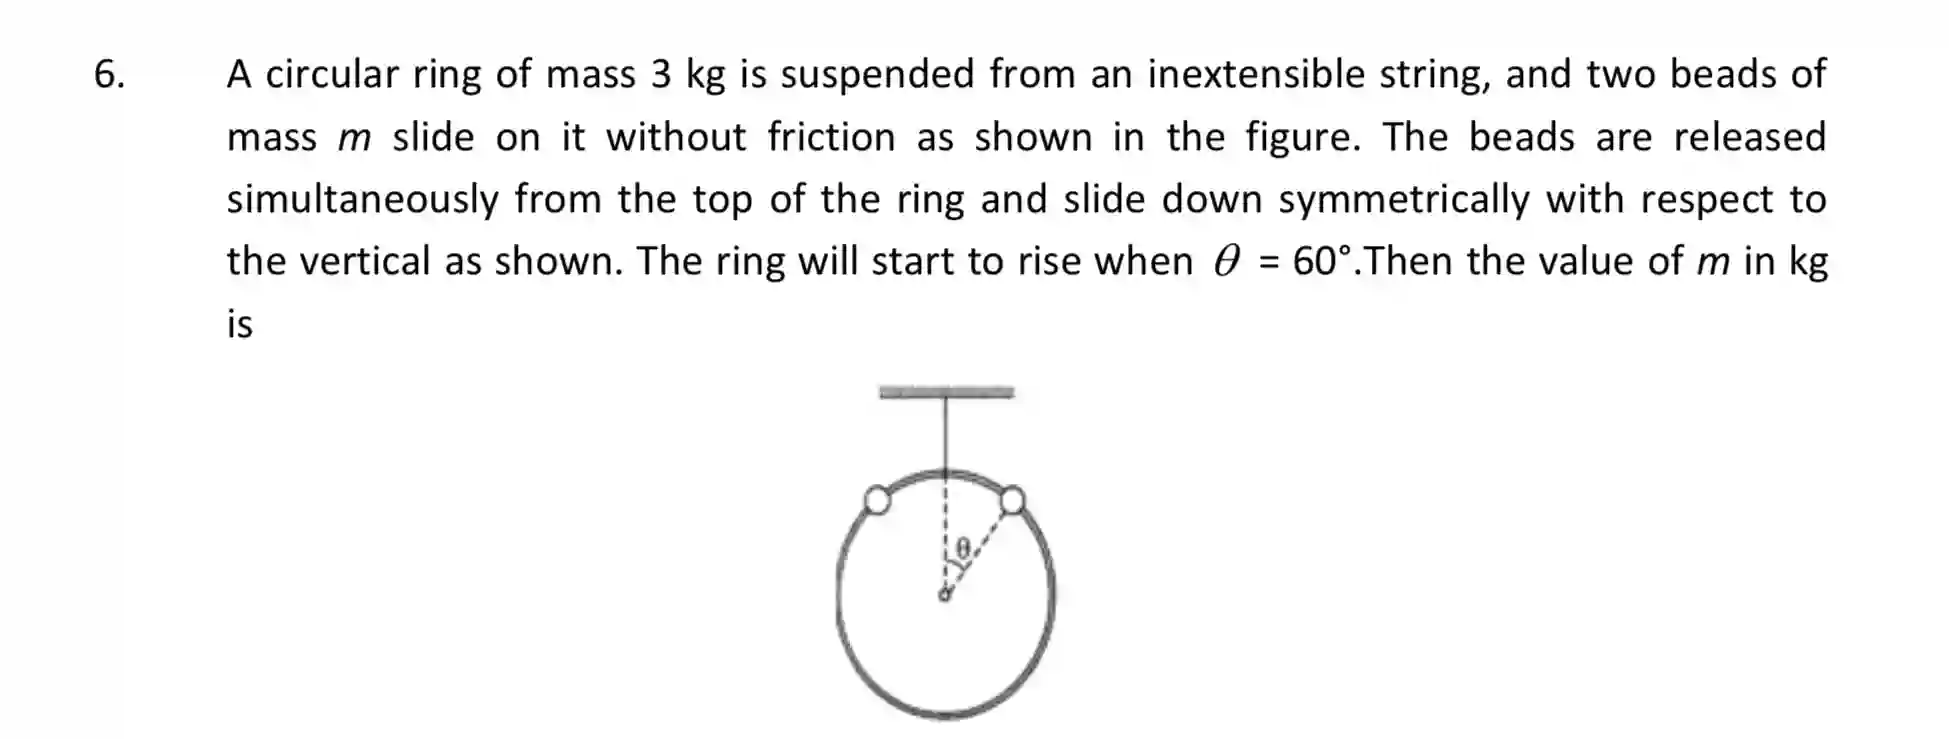 6. A circular ring of mass 3 kg is suspended from an inextensible string, and two beads of
mass m slide on it without friction as shown in the figure. The beads are released
simultaneously from the top of the ring and slide down symmetrically with respect to
the vertical as shown. The ring will start to rise when θ = 60°.Then the value of m in kg
is
θ